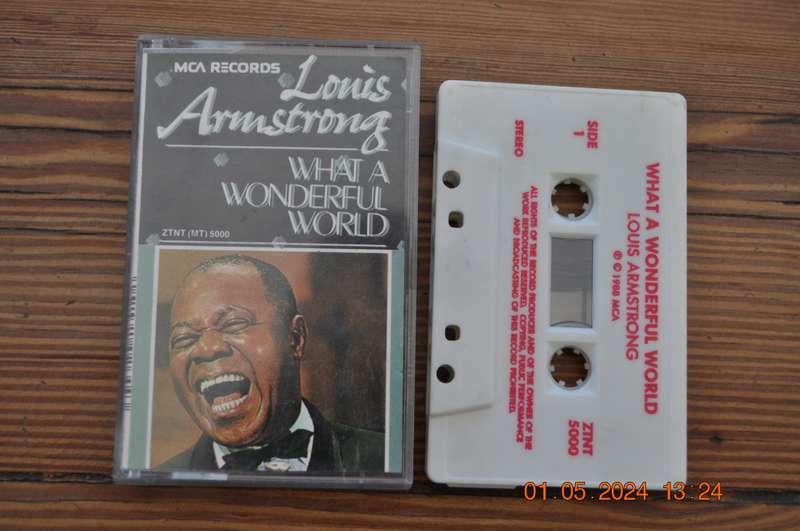 MCA RECORDS
Louis
Armstrong
WHAT A
WONDERFUL
WORLD
ZTNT (MT) 5000
SIDE
1
STEREO
WHAT A WONDERFUL WORLD
LOUIS ARMSTRONG
℗ © 1988 MCA
ALL RIGHTS OF THE RECORD PRODUCER AND OF THE OWNER OF THE
WORK REPRODUCED RESERVED. COPYING, PUBLIC PERFORMANCE
AND BROADCASTING OF THIS RECORD PROHIBITED.
ZTNT
5000
01.05.2024 13:24